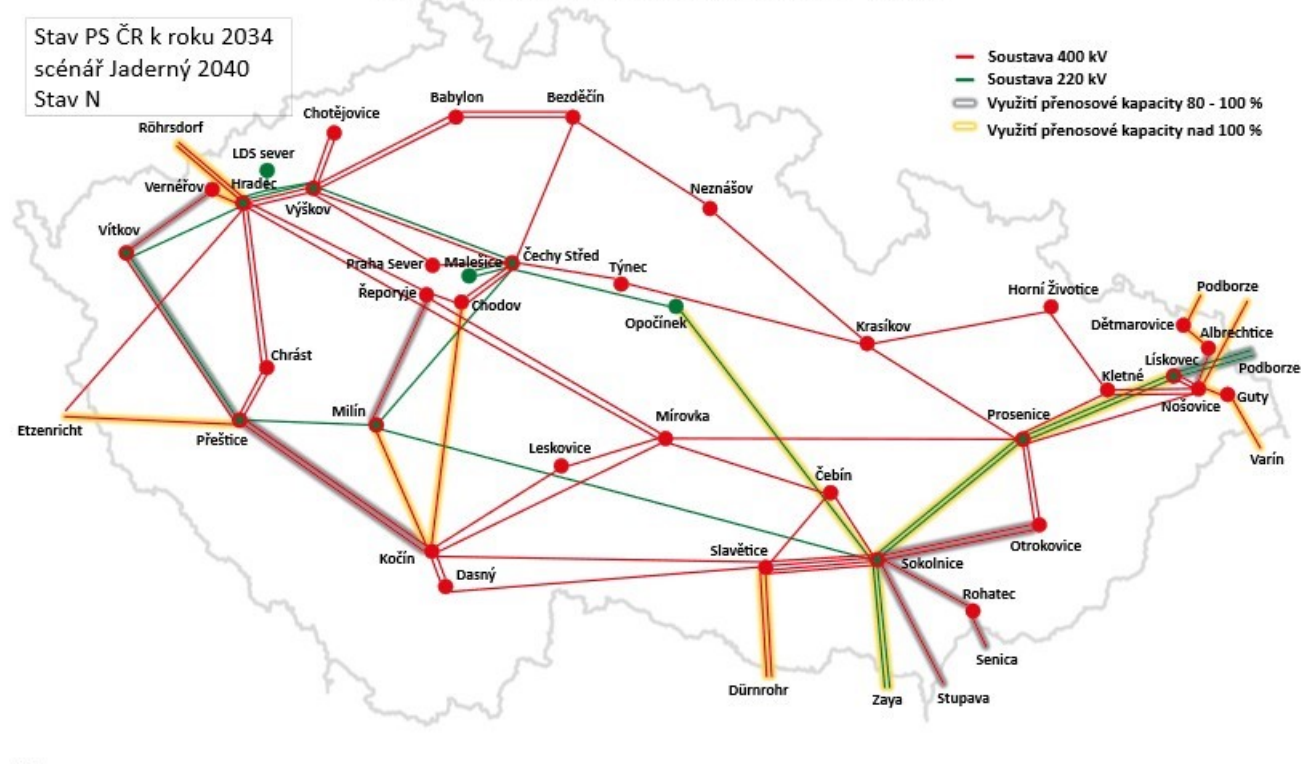 Stav PS ČR k roku 2034
scénář Jaderný 2040
Stav N
Soustava 400 kV
Soustava 220 kV
Využití přenosové kapacity 80 - 100 %
Využití přenosové kapacity nad 100 %
Babylon
Bezděčín
Chotějovice
Röhrsdorf
LDS sever
Vernéřov
Hradec
Výškov
Neznášov
Vítkov
Praha Sever
Malešice
Čechy Střed
Týnec
Řeporyje
Chodov
Opočínek
Krasíkov
Horní Životice
Podborze
Dětmarovice
Albrechtice
Lískovec
Podborze
Kletné
Nošovice
Guty
Varín
Chrást
Etzenricht
Přeštice
Milín
Mírovka
Prosenice
Leskovice
Čebín
Otrokovice
Kočín
Dasný
Slavětice
Sokolnice
Rohatec
Senica
Dürnrohr
Zaya
Stupava